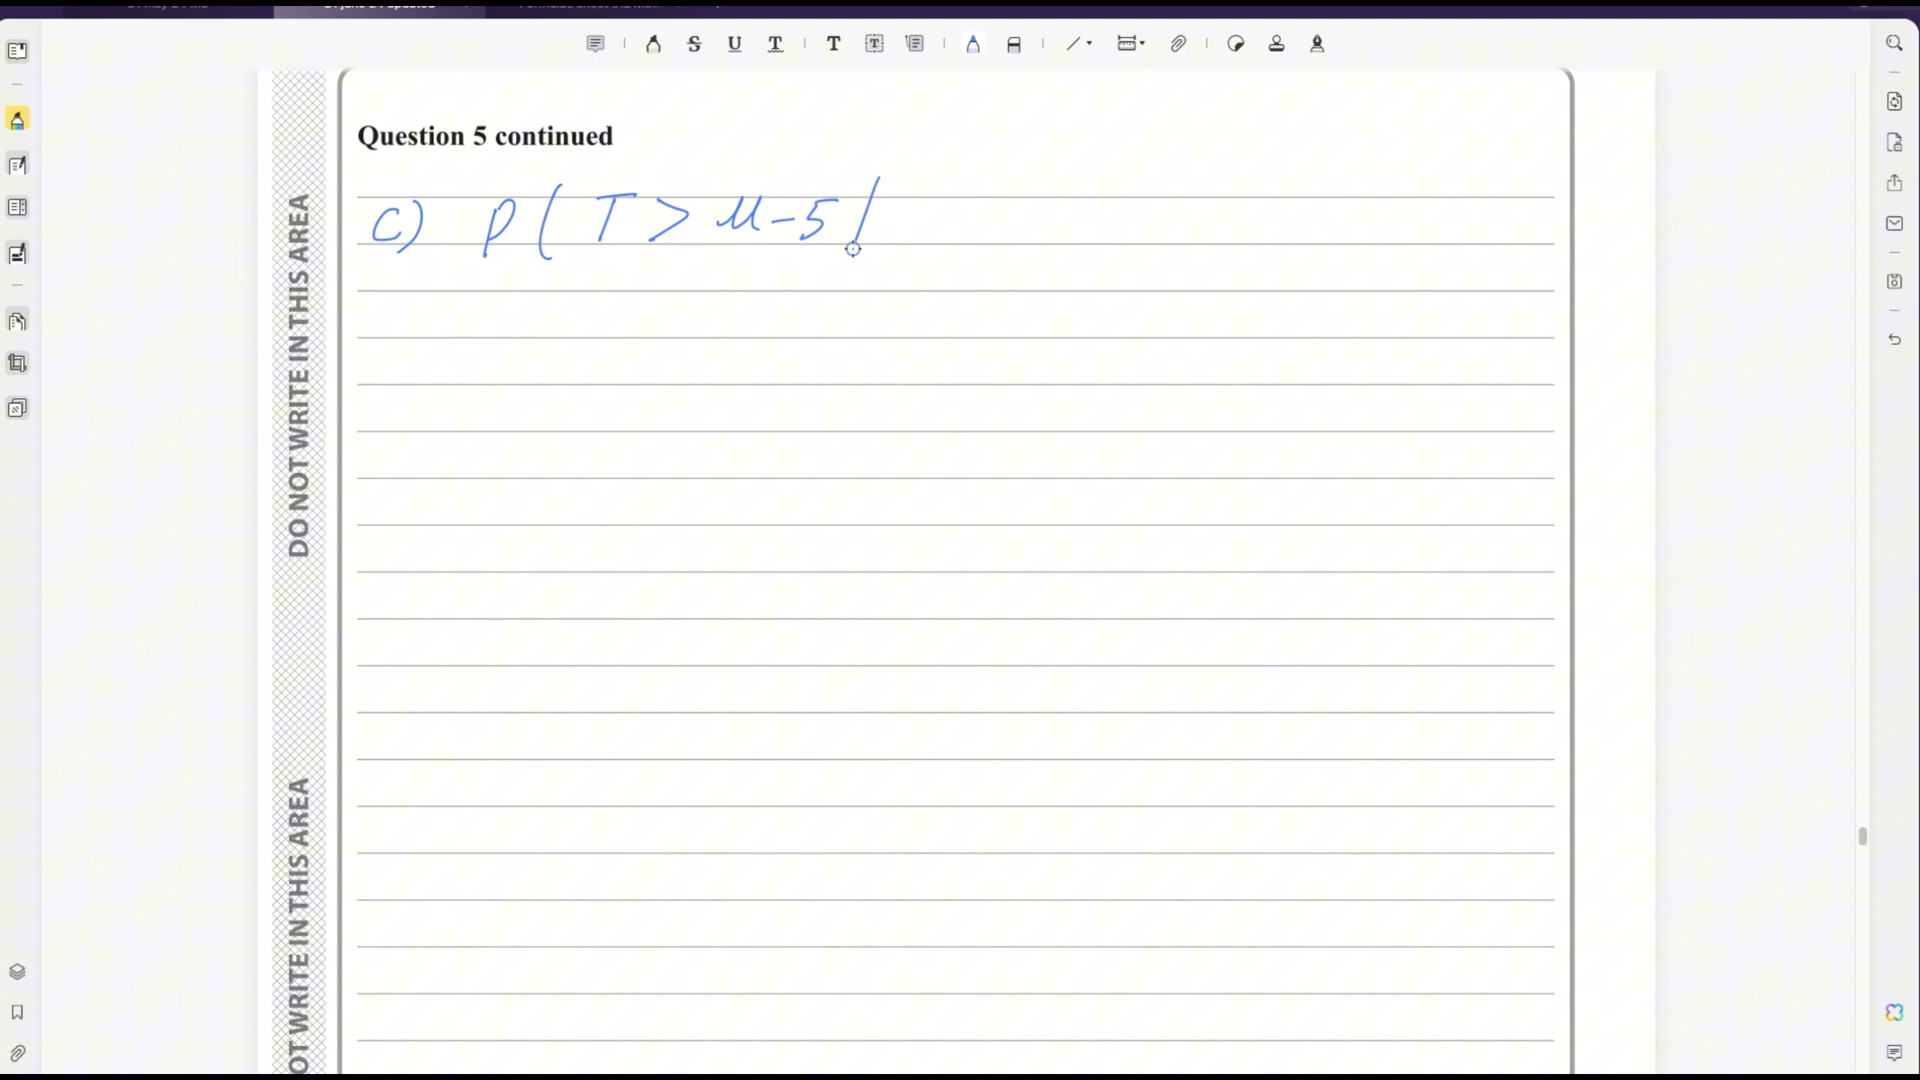 Question 5 continued
c) P( T > μ-5 /
DO NOT WRITE IN THIS AREA
OT WRITE IN THIS AREA